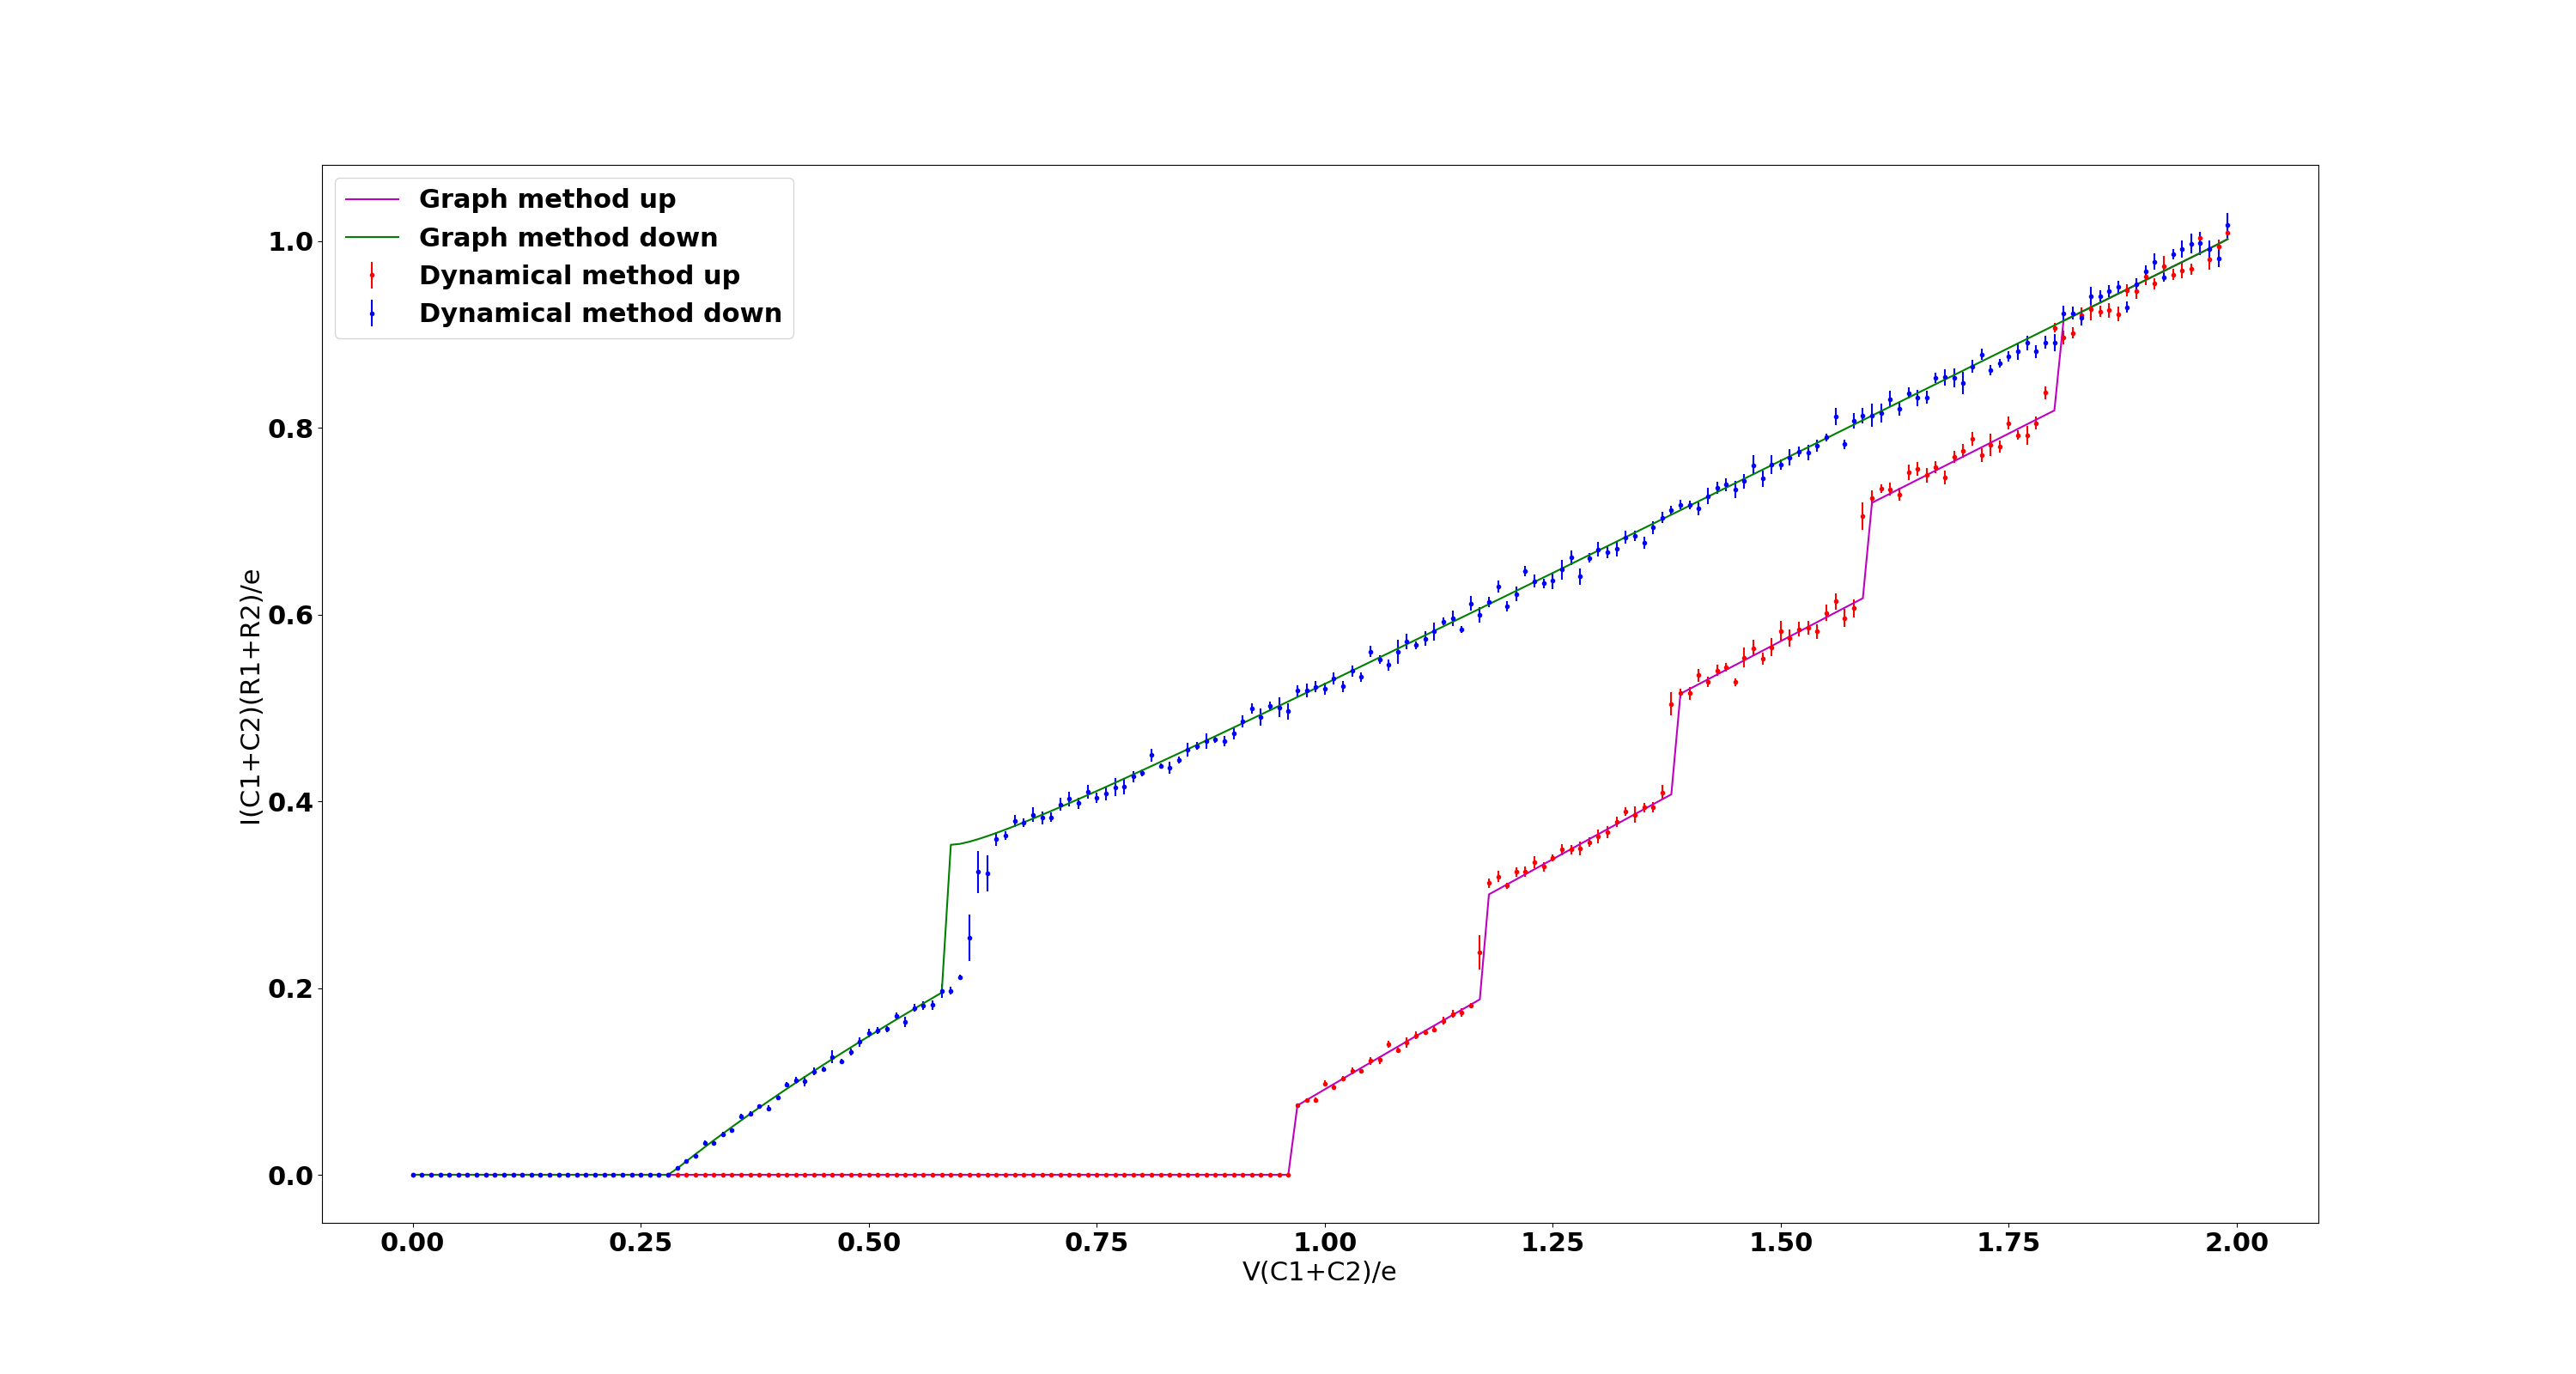 Graph method up
Graph method down
Dynamical method up
Dynamical method down
I(C1+C2)(R1+R2)/e
1.0
0.8
0.6
0.4
0.2
0.0
0.00 0.25 0.50 0.75 1.00 1.25 1.50 1.75 2.00
V(C1+C2)/e